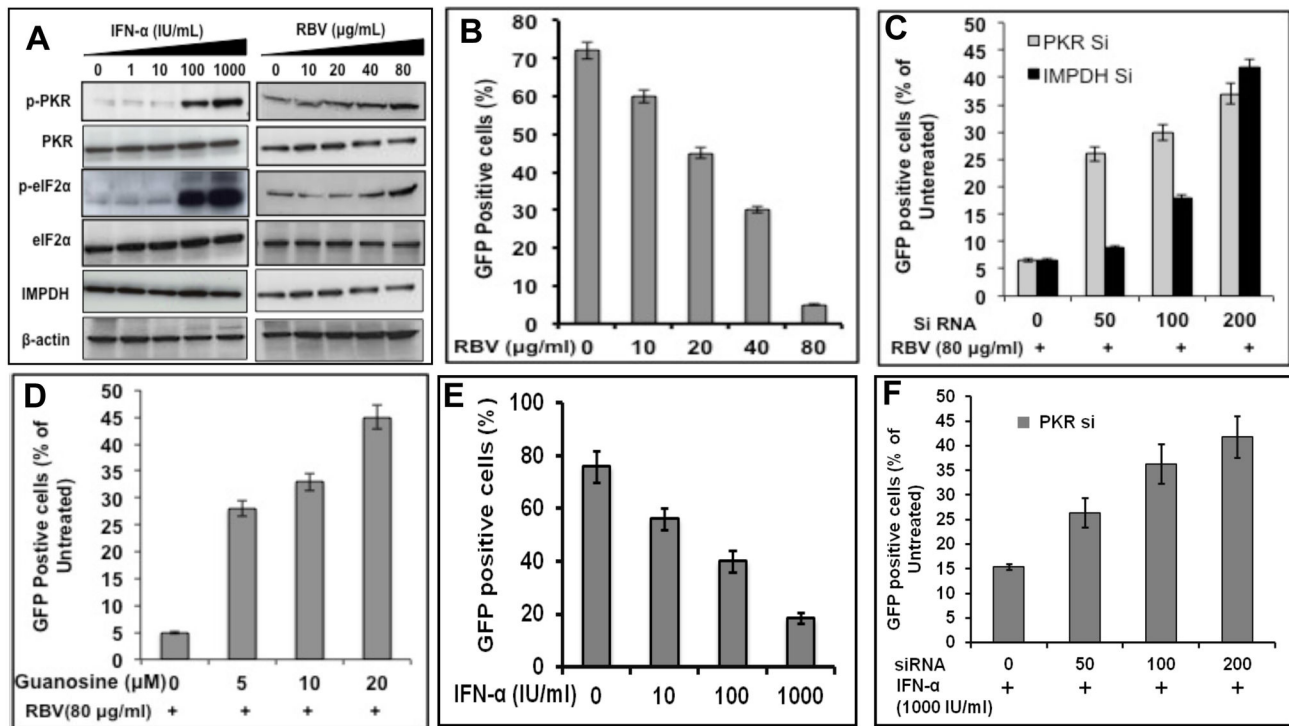 A
IFN-α (IU/mL)
RBV (µg/mL)
0 1 10 100 1000
0 10 20 40 80
p-PKR
PKR
p-eIF2α
eIF2α
IMPDH
β-actin
B
GFP Positive cells (%)
80
70
60
50
40
30
20
10
0
RBV (µg/ml) 0 10 20 40 80
C
GFP positive cells (% of
Untereated)
PKR Si
IMPDH Si
50
45
40
35
30
25
20
15
10
5
0
Si RNA 0 50 100 200
RBV (80 µg/ml) + + + +
D
GFP Postive cells (% of
Untreated)
50
45
40
35
30
25
20
15
10
5
0
Guanosine (µM) 0 5 10 20
RBV(80 µg/ml) + + + +
E
GFP positive cells (%)
100
80
60
40
20
0
IFN-α (IU/ml) 0 10 100 1000
F
GFP positive cells (% of
Untreated)
PKR si
50
45
40
35
30
25
20
15
10
5
0
siRNA 0 50 100 200
IFN-α + + + +
(1000 IU/ml)